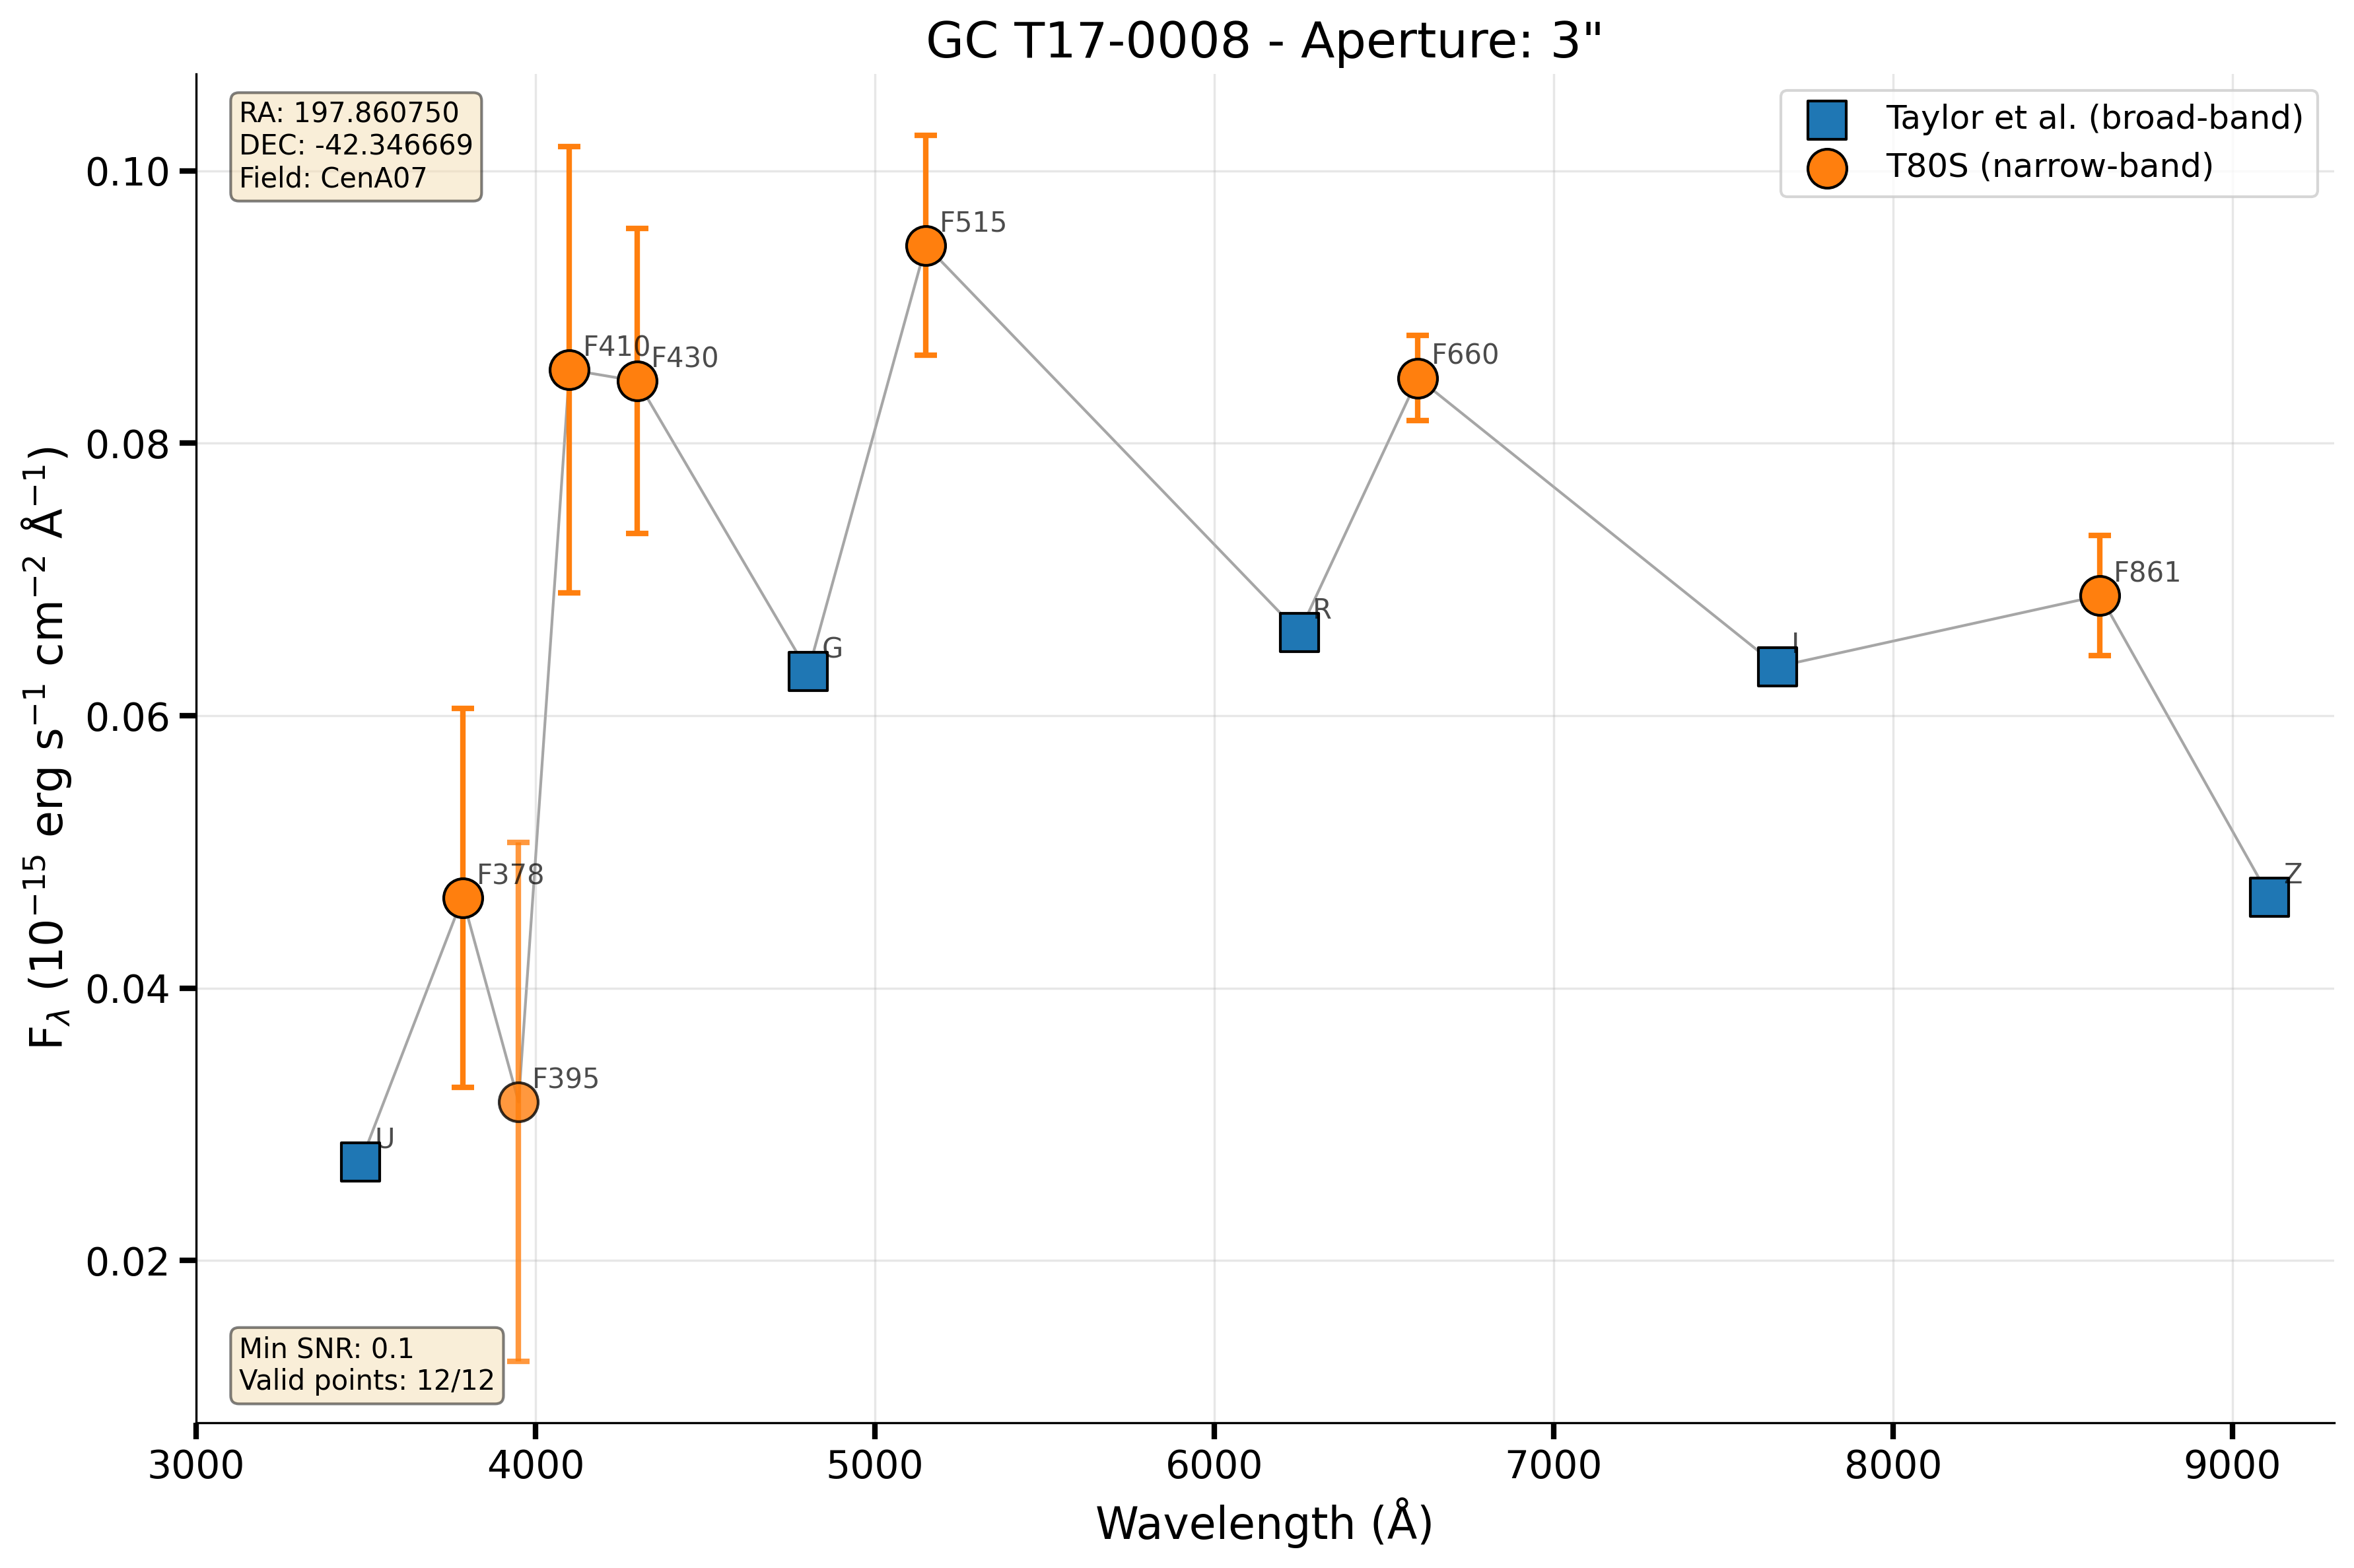 GC T17-0008 - Aperture: 3"
RA: 197.860750
DEC: -42.346669
Field: CenA07
Taylor et al. (broad-band)
T80S (narrow-band)
F515
F410
F430
F660
G
R
I
F861
F378
Z
F395
U
Min SNR: 0.1
Valid points: 12/12
0.10
0.08
0.06
0.04
0.02
F_λ (10⁻¹⁵ erg s⁻¹ cm⁻² Å⁻¹)
3000 4000 5000 6000 7000 8000 9000
Wavelength (Å)